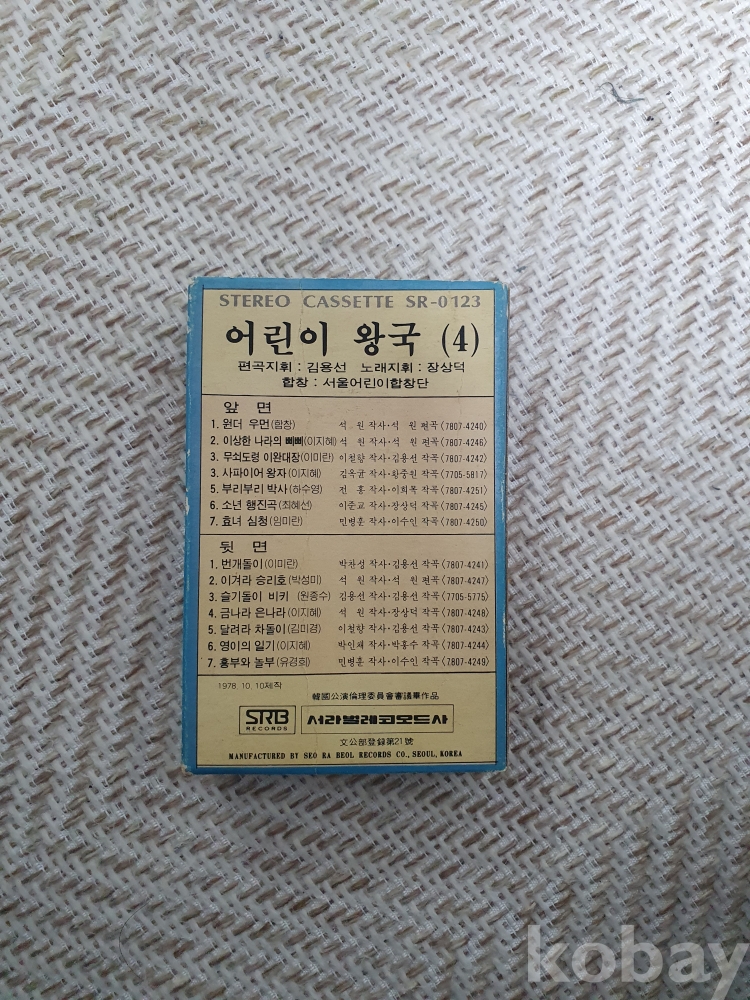 STEREO CASSETTE SR-0123
어린이 왕국 (4)
편곡지휘 : 김용선 노래지휘 : 장상덕
합창 : 서울어린이합창단
앞 면
1. 원더 우먼(합창) 석 원 작사·석 원 편곡〈7807-4240〉
2. 이상한 나라의 삐삐(이지혜) 석 원 작사·석 원 편곡〈7807-4246〉
3. 무쇠도령 이완대장(이미란) 이천향 작사·김용선 작곡〈7807-4242〉
3. 사파이어 왕자(이지혜) 김옥균 작사·황중원 작곡〈7705-5817〉
5. 부리부리 박사(하수영) 전 홍 작사·이희목 작곡〈7807-4251〉
6. 소년 행진곡(최혜선) 이준교 작사·장상덕 작곡〈7807-4245〉
7. 효녀 심청(임미란) 민병훈 작사·이수인 작곡〈7807-4250〉
뒷 면
1. 번개돌이(이미란) 박찬성 작사·김용선 작곡〈7807-4241〉
2. 이겨라 승리호(박성미) 석 원 작사·석 원 편곡〈7807-4247〉
3. 슬기돌이 비키 (원종수) 김용선 작사·김용선 작곡〈7705-5775〉
4. 금나라 은나라(이지혜) 석 원 작사·장상덕 작곡〈7807-4248〉
5. 달려라 차돌이(김미경) 이천향 작사·김용선 작곡〈7807-4243〉
6. 영이의 일기(이지혜) 박인채 작사·박흥수 작곡〈7807-4244〉
7. 흥부와 놀부(유경희) 민병훈 작사·이수인 작곡〈7807-4249〉
1978. 10. 10제작
韓國公演倫理委員會審議畢作品
SRB RECORDS 서라벌레코오드사
文公部登録第21號
MANUFACTURED BY SEO RA BEOL RECORDS CO., SEOUL, KOREA
kobay